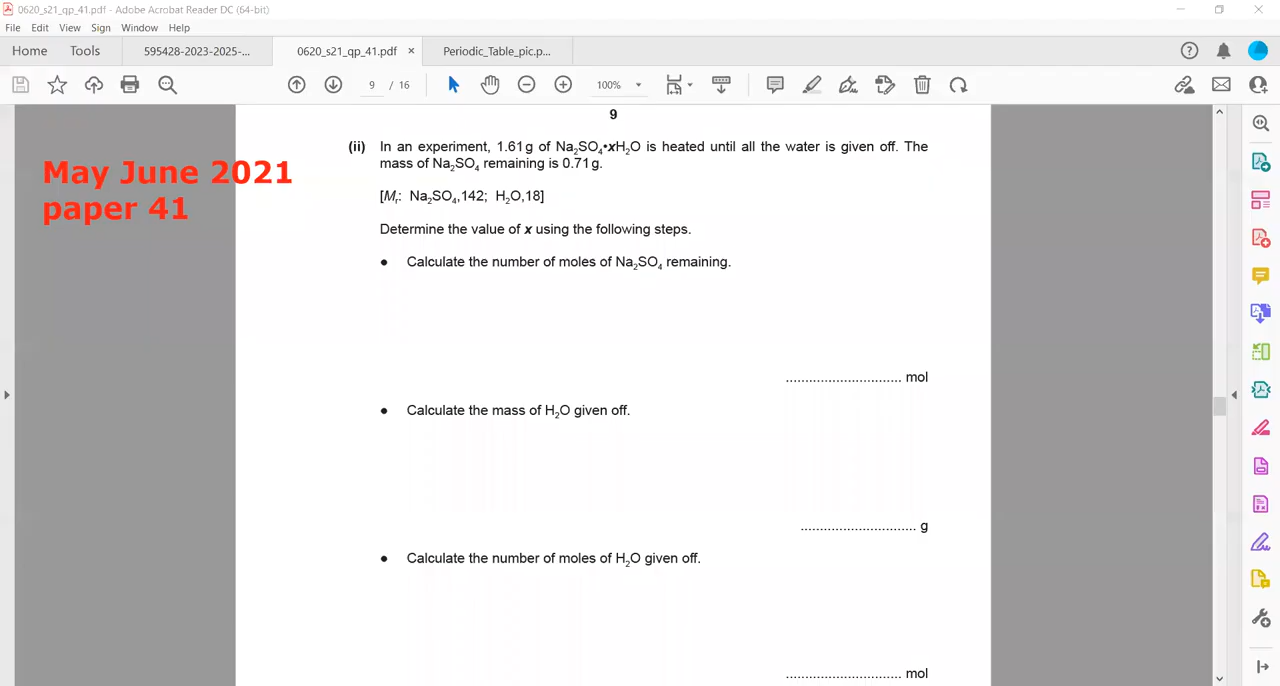 0620_s21_qp_41.pdf - Adobe Acrobat Reader DC (64-bit)
File Edit View Sign Window Help
Home Tools 595428-2023-2025-... 0620_s21_qp_41.pdf × Periodic_Table_pic.p...
9 / 16 100%
9
(ii) In an experiment, 1.61 g of Na₂SO₄•xH₂O is heated until all the water is given off. The
mass of Na₂SO₄ remaining is 0.71 g.
May June 2021
paper 41
[Mᵣ: Na₂SO₄,142; H₂O,18]
Determine the value of x using the following steps.
● Calculate the number of moles of Na₂SO₄ remaining.
.............................. mol
● Calculate the mass of H₂O given off.
.............................. g
● Calculate the number of moles of H₂O given off.
.............................. mol